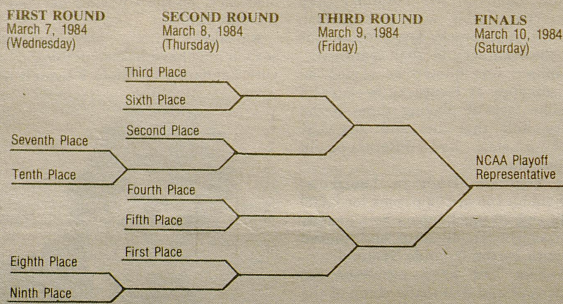 FIRST ROUND
March 7, 1984
(Wednesday)
SECOND ROUND
March 8, 1984
(Thursday)
THIRD ROUND
March 9, 1984
(Friday)
FINALS
March 10, 1984
(Saturday)
Third Place
Sixth Place
Second Place
Seventh Place
Tenth Place
Fourth Place
Fifth Place
First Place
Eighth Place
Ninth Place
NCAA Playoff
Representative